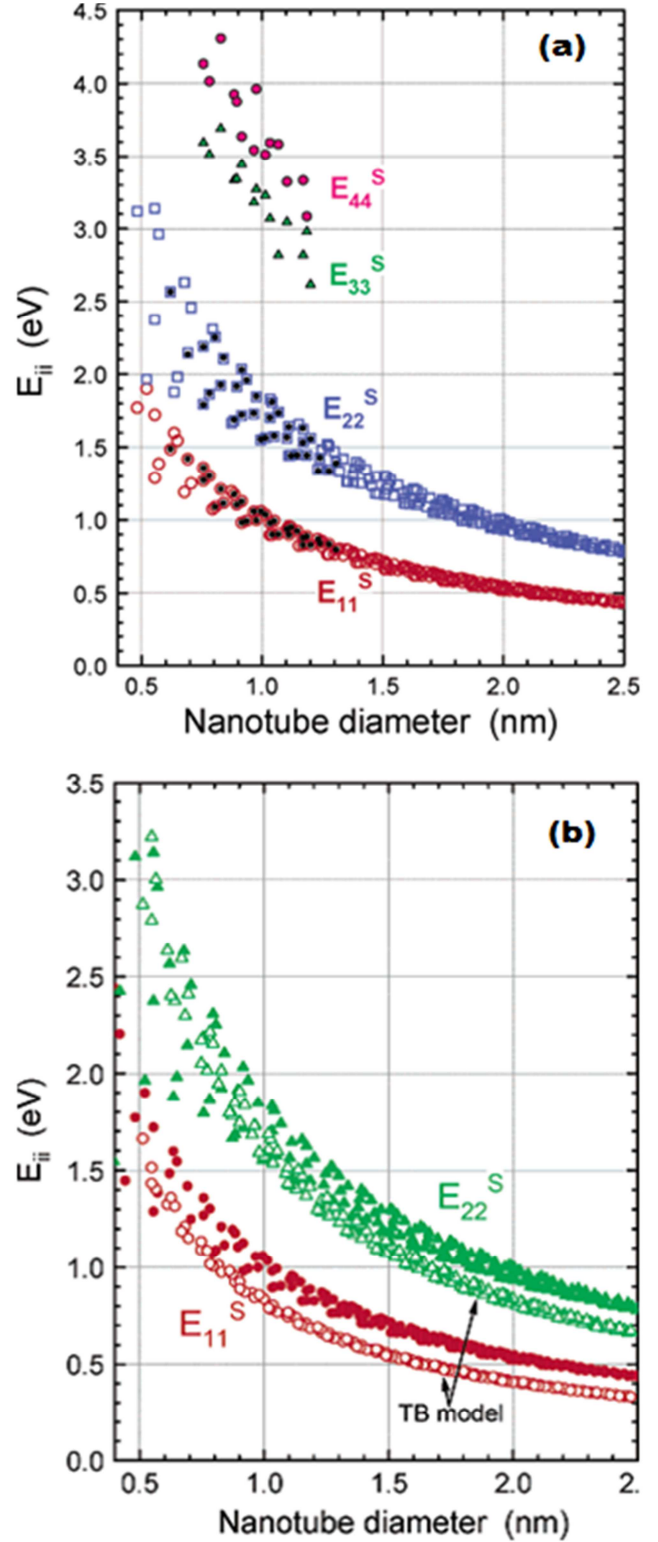 (a)
4.5
4.0
3.5
3.0
2.5
2.0
1.5
1.0
0.5
0.0
E44S
E33S
E22S
E11S
Eii (eV)
0.5 1.0 1.5 2.0 2.5
Nanotube diameter (nm)
(b)
3.5
3.0
2.5
2.0
1.5
1.0
0.5
0.0
E22S
E11S
TB model
Eii (eV)
0.5 1.0 1.5 2.0 2.
Nanotube diameter (nm)